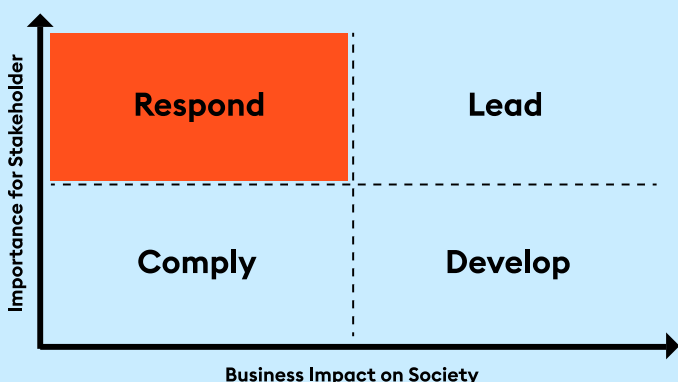 Importance for Stakeholder
Respond
Lead
Comply
Develop
Business Impact on Society